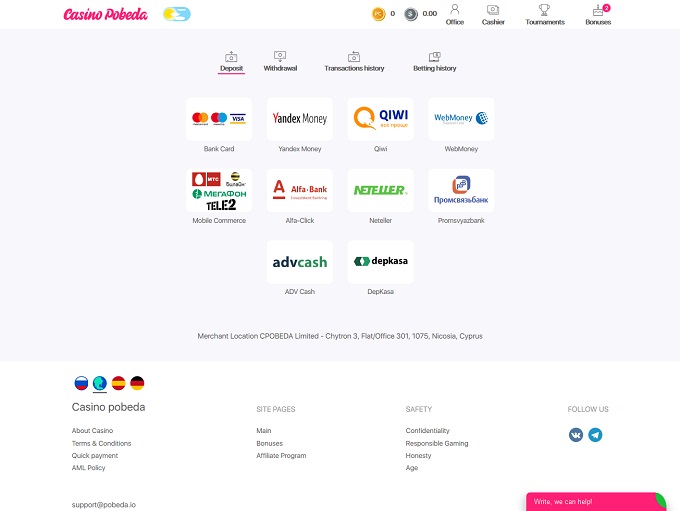 Casino Pobeda
PC 0
$ 0.00
Office
Cashier
Tournaments
2
Bonuses
Deposit
Withdrawal
Transactions history
Betting history
VISA
Yandex Money
QIWI
WebMoney
Bank Card
Yandex Money
Qiwi
WebMoney
МТС
Билайн
МегаФон
TELE2
Альfa·Bank
NETELLER
PSB
Промсвязьбанк
Mobile Commerce
Alfa-Click
Neteller
Promsvyazbank
advcash
depkasa
ADV Cash
DepKasa
Merchant Location CPOBEDA Limited - Chytron 3, Flat/Office 301, 1075, Nicosia, Cyprus
Casino pobeda
SITE PAGES
SAFETY
FOLLOW US
About Casino
Main
Confidentiality
Terms & Conditions
Bonuses
Responsible Gaming
Quick payment
Affiliate Program
Honesty
AML Policy
Age
support@pobeda.io
Write, we can help!